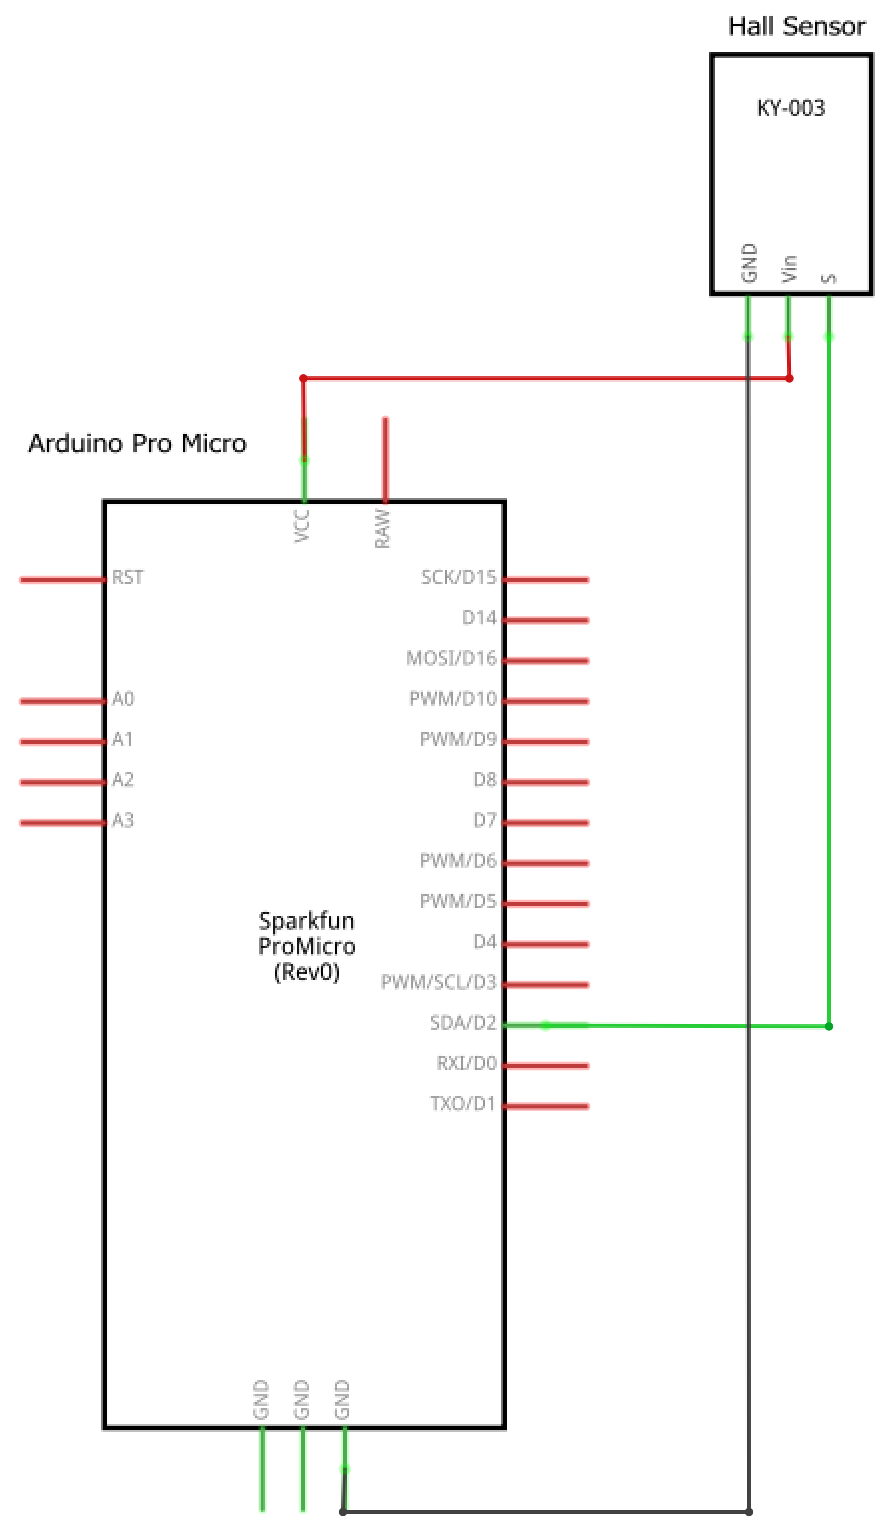 Hall Sensor
KY-003
GND
Vin
S
Arduino Pro Micro
VCC
RAW
RST
SCK/D15
D14
MOSI/D16
A0
PWM/D10
A1
PWM/D9
A2
D8
A3
D7
PWM/D6
PWM/D5
Sparkfun
ProMicro
(Rev0)
D4
PWM/SCL/D3
SDA/D2
RXI/D0
TXO/D1
GND
GND
GND